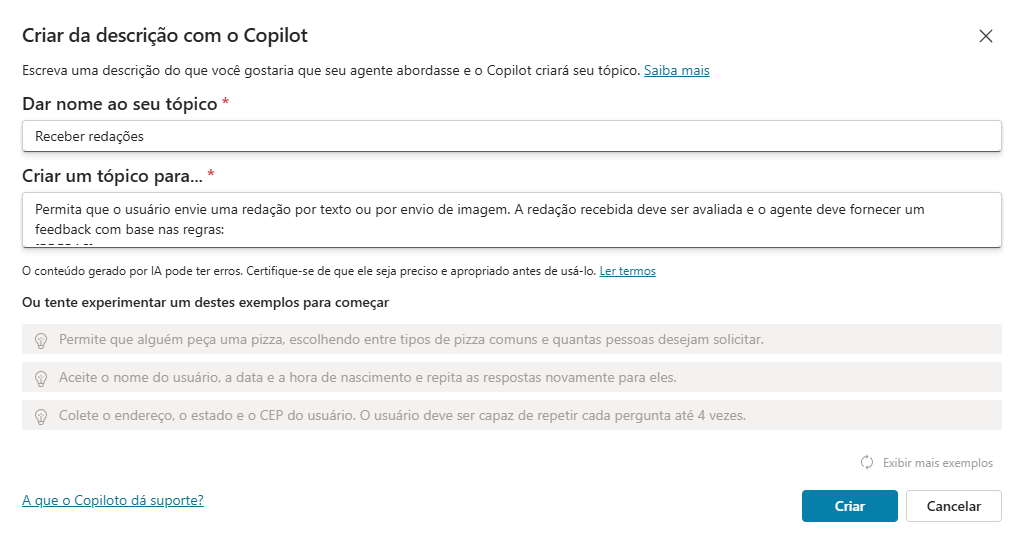 Criar da descrição com o Copilot
Escreva uma descrição do que você gostaria que seu agente abordasse e o Copilot criará seu tópico. Saiba mais
Dar nome ao seu tópico *
Receber redações
Criar um tópico para... *
Permita que o usuário envie uma redação por texto ou por envio de imagem. A redação recebida deve ser avaliada e o agente deve fornecer um
feedback com base nas regras:
O conteúdo gerado por IA pode ter erros. Certifique-se de que ele seja preciso e apropriado antes de usá-lo. Ler termos
Ou tente experimentar um destes exemplos para começar
Permite que alguém peça uma pizza, escolhendo entre tipos de pizza comuns e quantas pessoas desejam solicitar.
Aceite o nome do usuário, a data e a hora de nascimento e repita as respostas novamente para eles.
Colete o endereço, o estado e o CEP do usuário. O usuário deve ser capaz de repetir cada pergunta até 4 vezes.
Exibir mais exemplos
A que o Copiloto dá suporte?
Criar
Cancelar